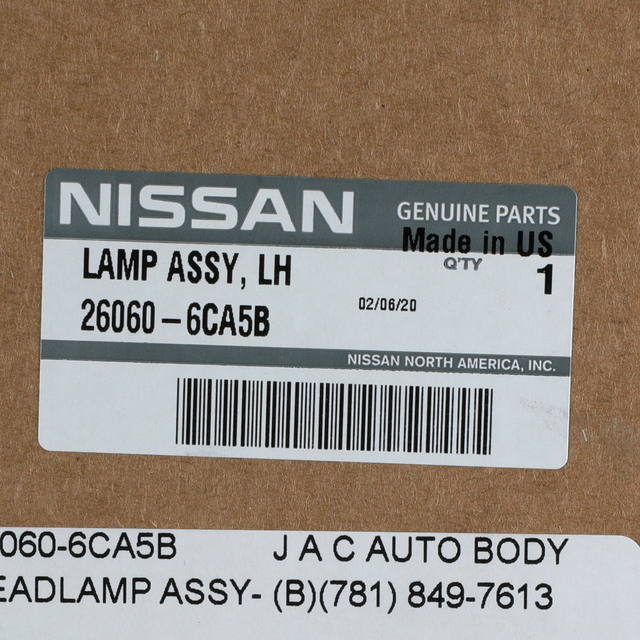 NISSAN GENUINE PARTS
Made in US
LAMP ASSY, LH Q'TY 1
26060-6CA5B 02/06/20
NISSAN NORTH AMERICA, INC.
060-6CA5B J A C AUTO BODY
EADLAMP ASSY- (B)(781) 849-7613